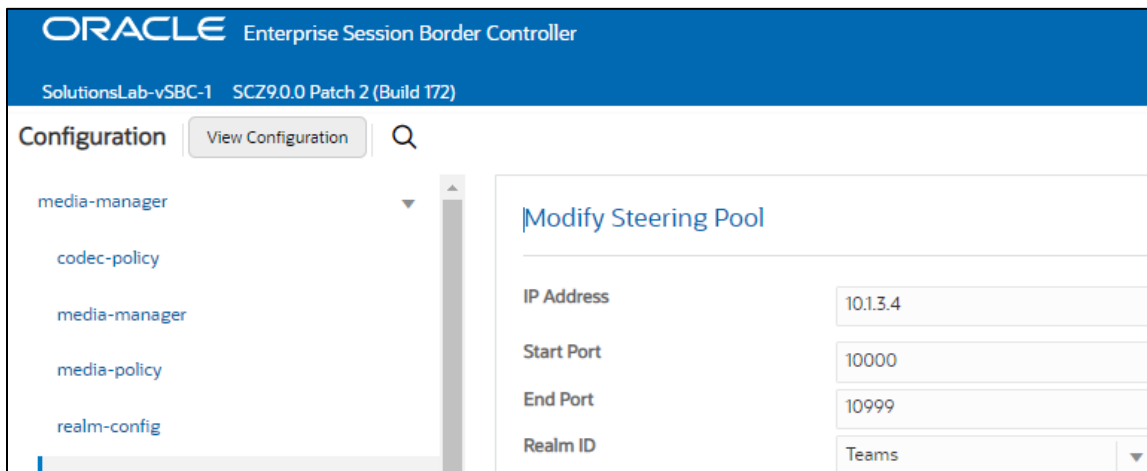 ORACLE Enterprise Session Border Controller
SolutionsLab-vSBC-1 SCZ9.0.0 Patch 2 (Build 172)
Configuration View Configuration
media-manager
codec-policy
media-manager
media-policy
realm-config
Modify Steering Pool
IP Address 10.1.3.4
Start Port 10000
End Port 10999
Realm ID Teams